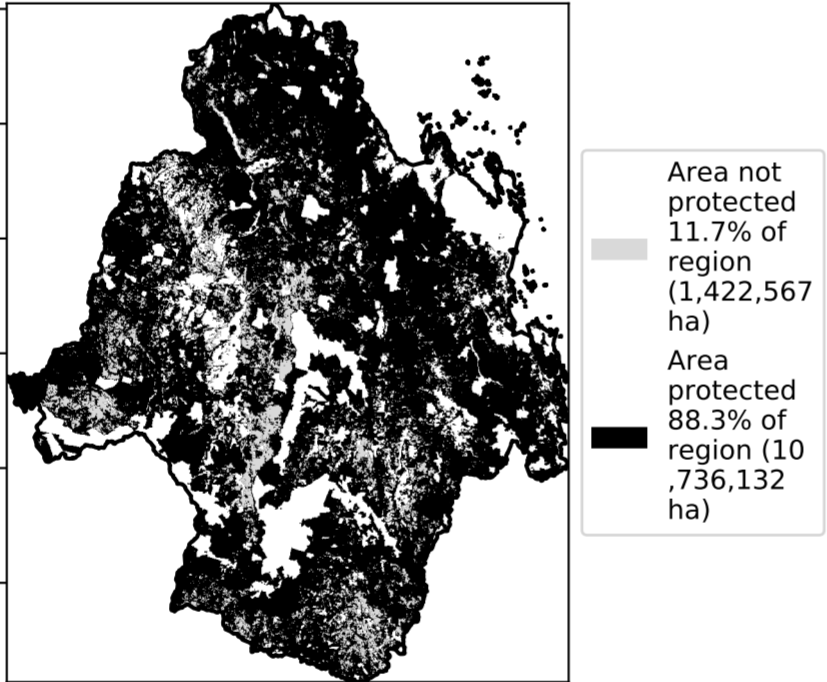 Area not
protected
11.7% of
region
(1,422,567
ha)
Area
protected
88.3% of
region (10
,736,132
ha)